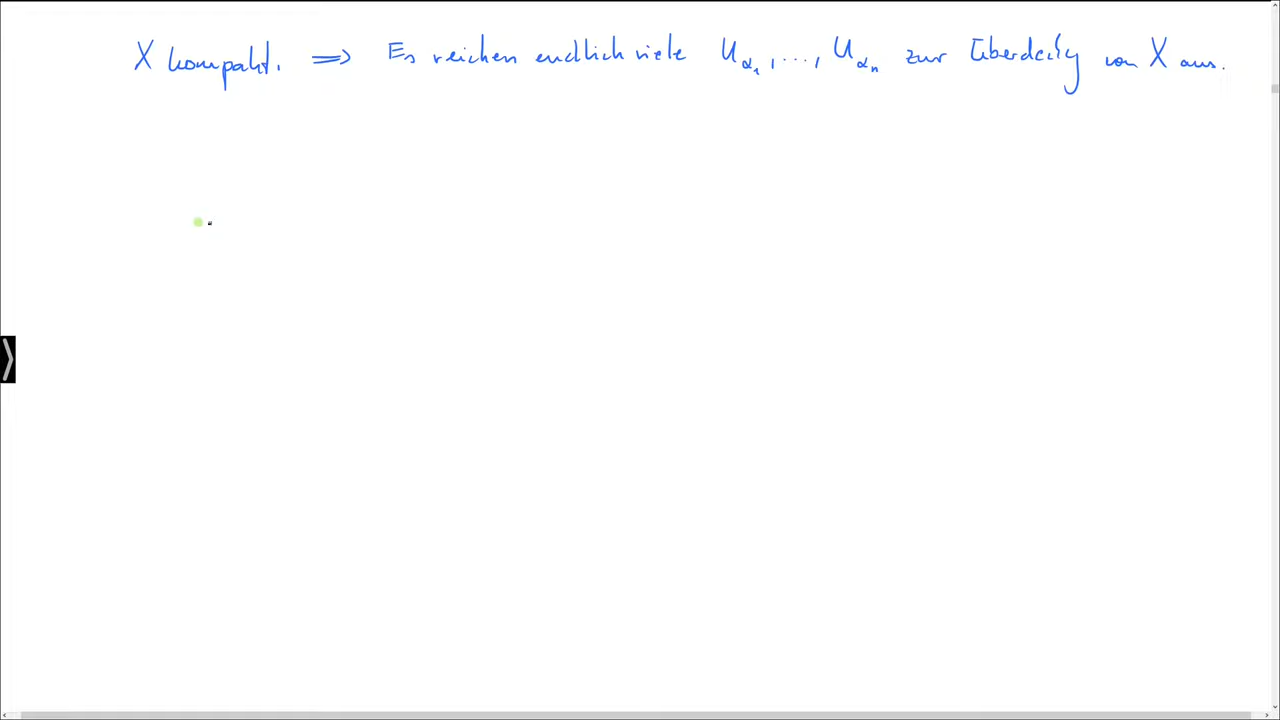 X kompakt. ⟹ Es reichen endlich viele U_{α_1}, ..., U_{α_n} zur Überdeckung von X aus.